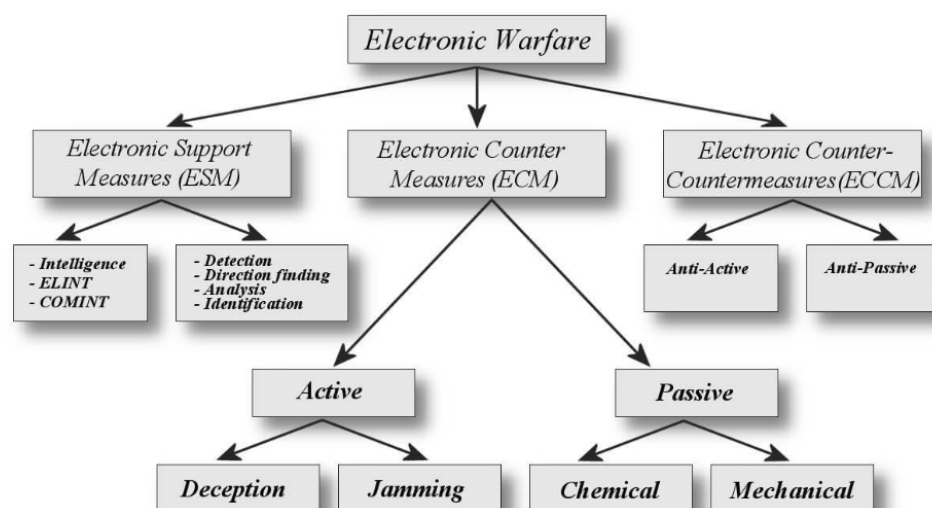 Electronic Warfare
Electronic Support
Measures (ESM)
Electronic Counter
Measures (ECM)
Electronic Counter-
Countermeasures(ECCM)
- Intelligence
- ELINT
- COMINT
- Detection
- Direction finding
- Analysis
- Identification
Anti-Active
Anti-Passive
Active
Passive
Deception
Jamming
Chemical
Mechanical